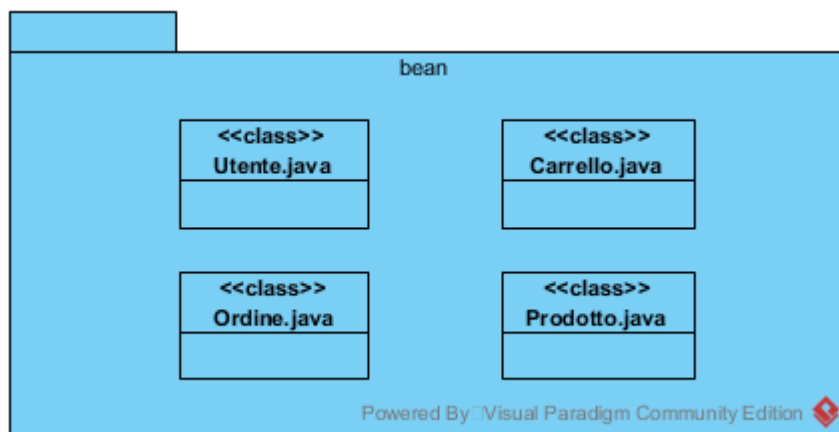 bean
<<class>>
Utente.java
<<class>>
Carrello.java
<<class>>
Ordine.java
<<class>>
Prodotto.java
Powered By Visual Paradigm Community Edition